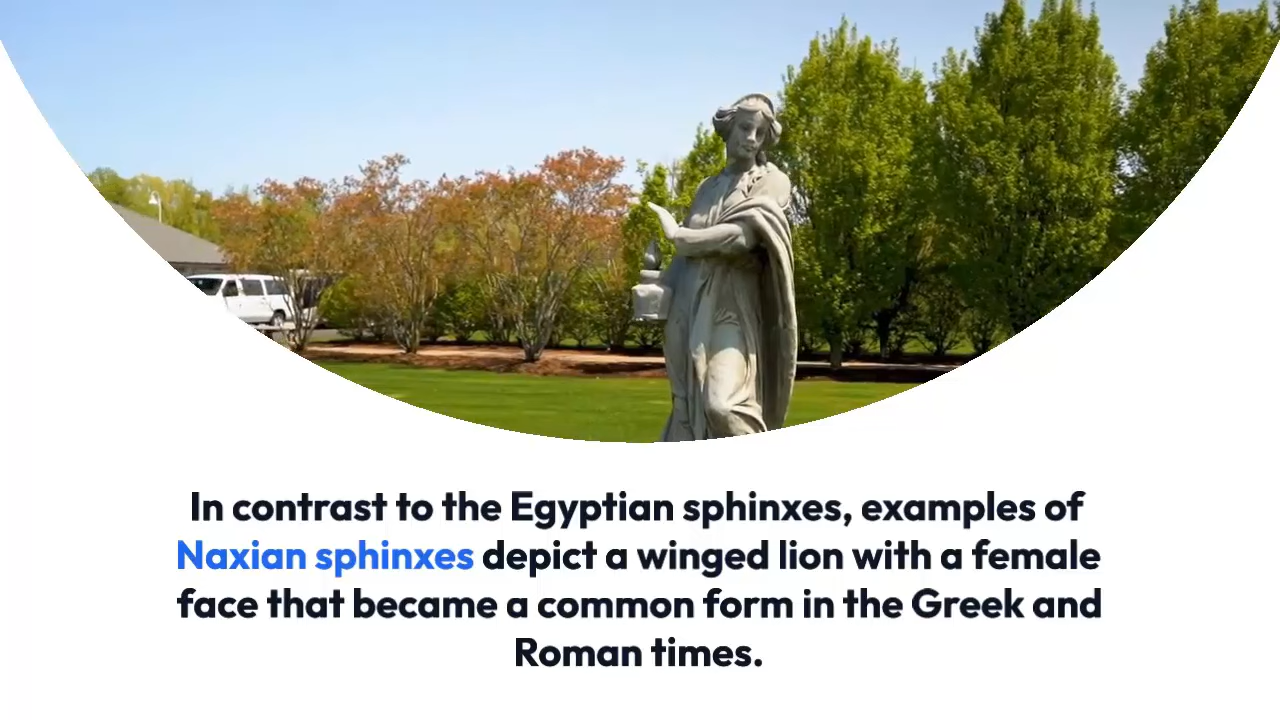 In contrast to the Egyptian sphinxes, examples of
Naxian sphinxes depict a winged lion with a female
face that became a common form in the Greek and
Roman times.